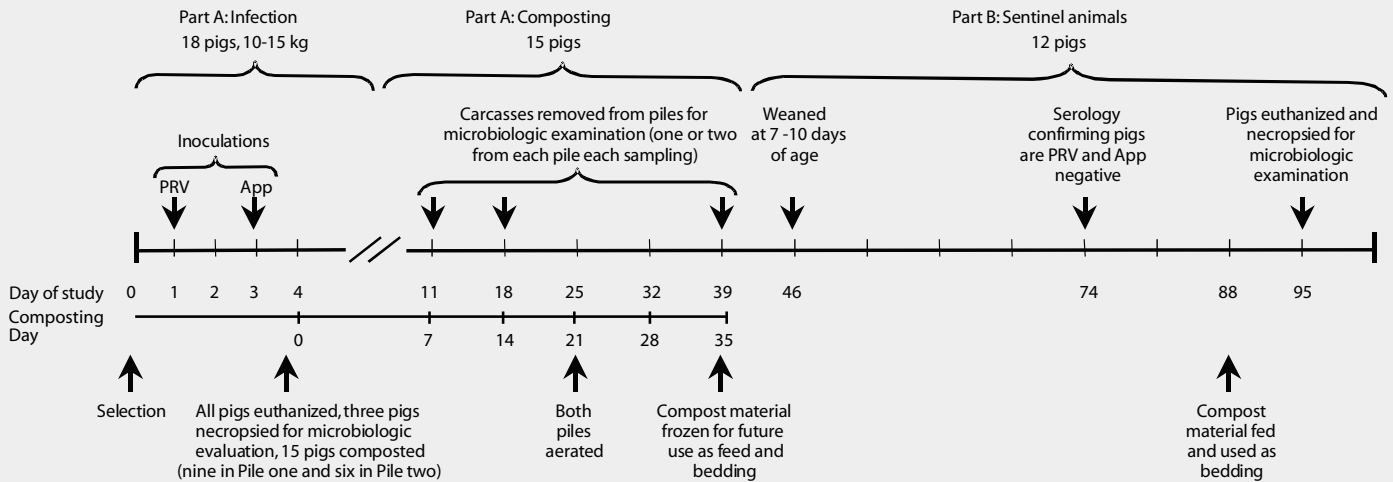 Part A: Infection
18 pigs, 10-15 kg
Part A: Composting
15 pigs
Part B: Sentinel animals
12 pigs
Inoculations
PRV
App
Carcasses removed from piles for
microbiologic examination (one or two
from each pile each sampling)
Weaned
at 7 -10 days
of age
Serology
confirming pigs
are PRV and App
negative
Pigs euthanized and
necropsied for
microbiologic
examination
Day of study 0 1 2 3 4 11 18 25 32 39 46 74 88 95
Composting
Day 0 7 14 21 28 35
Selection
All pigs euthanized, three pigs
necropsied for microbiologic
evaluation, 15 pigs composted
(nine in Pile one and six in Pile two)
Both
piles
aerated
Compost material
frozen for future
use as feed and
bedding
Compost
material fed
and used as
bedding